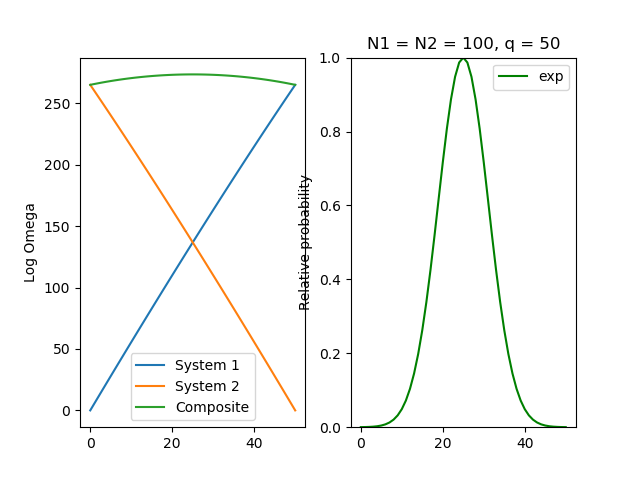 Log Omega
250
200
150
100
50
0
0
20
40
System 1
System 2
Composite
N1 = N2 = 100, q = 50
Relative probability
1.0
0.8
0.6
0.4
0.2
0.0
0
20
40
exp